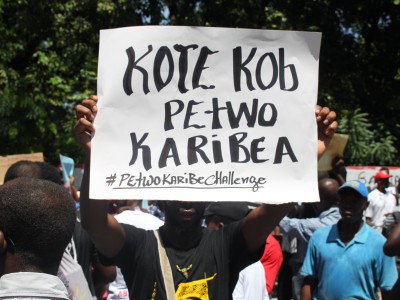 KOTE KOb
PETWO
KARIBEA
#PETWOKARIBECHALLENGE